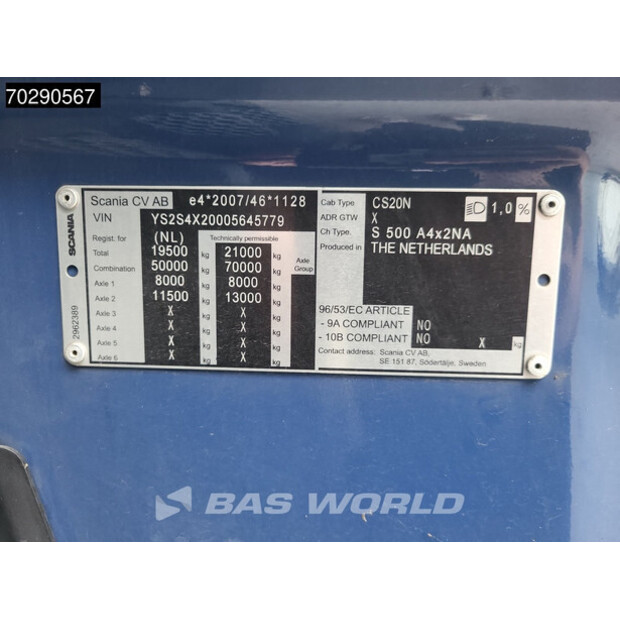 70290567
SCANIA
2962389
Scania CV AB e4*2007/46*1128
VIN YS2S4X20005645779
Regist. for (NL) Technically permissible
Total 19500 kg 21000 kg Axle Group
Combination 50000 kg 70000 kg
Axle 1 8000 kg 8000 kg
Axle 2 11500 kg 13000 kg
Axle 3 X kg X kg
Axle 4 X kg X kg
Axle 5 X kg X kg
Axle 6 X kg X kg
Cab Type CS20N 1,0 %
ADR GTW X
Ch Type. S 500 A4x2NA
Produced in THE NETHERLANDS
96/53/EC ARTICLE
- 9A COMPLIANT NO
- 10B COMPLIANT NO X kg
Contact address: Scania CV AB,
SE 151 87, Södertälje, Sweden
BAS WORLD